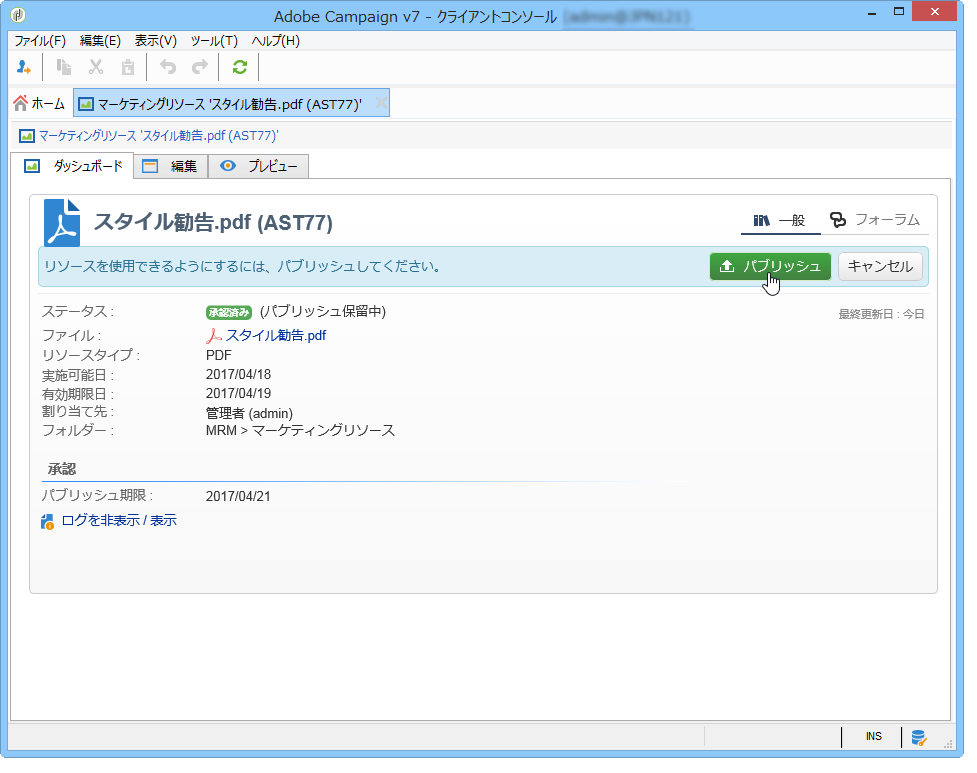 Adobe Campaign v7 - クライアントコンソール
ファイル(F) 編集(E) 表示(V) ツール(T) ヘルプ(H)
ホーム マーケティングリソース 'スタイル勧告.pdf (AST77)'
マーケティングリソース 'スタイル勧告.pdf (AST77)'
ダッシュボード 編集 プレビュー
スタイル勧告.pdf (AST77) 一般 フォーラム
リソースを使用できるようにするには、パブリッシュしてください。 パブリッシュ キャンセル
ステータス : 承認済み (パブリッシュ保留中) 最終更新日 : 今日
ファイル : スタイル勧告.pdf
リソースタイプ : PDF
実施可能日 : 2017/04/18
有効期限日 : 2017/04/19
割り当て先 : 管理者 (admin)
フォルダー : MRM > マーケティングリソース
承認
パブリッシュ期限 : 2017/04/21
ログを非表示 / 表示
INS